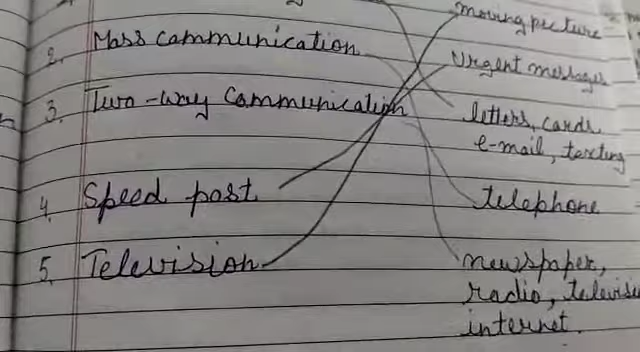 moving picture
2. Mass communication
Urgent messages
3. Two-way communication
letters, cards
e-mail, texting
4. Speed post
telephone
5. Television
newspaper,
radio, televisi
internet.